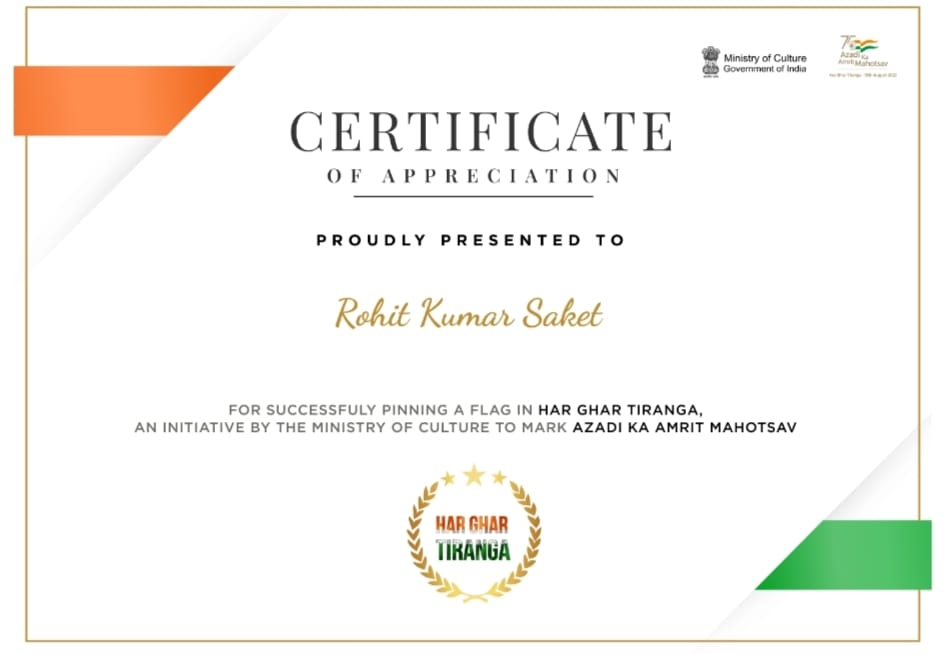 Ministry of Culture
Government of India
75
Azadi Ka
Amrit Mahotsav
CERTIFICATE
OF APPRECIATION
PROUDLY PRESENTED TO
Rohit Kumar Saket
FOR SUCCESSFULY PINNING A FLAG IN HAR GHAR TIRANGA,
AN INITIATIVE BY THE MINISTRY OF CULTURE TO MARK AZADI KA AMRIT MAHOTSAV
HAR GHAR
TIRANGA